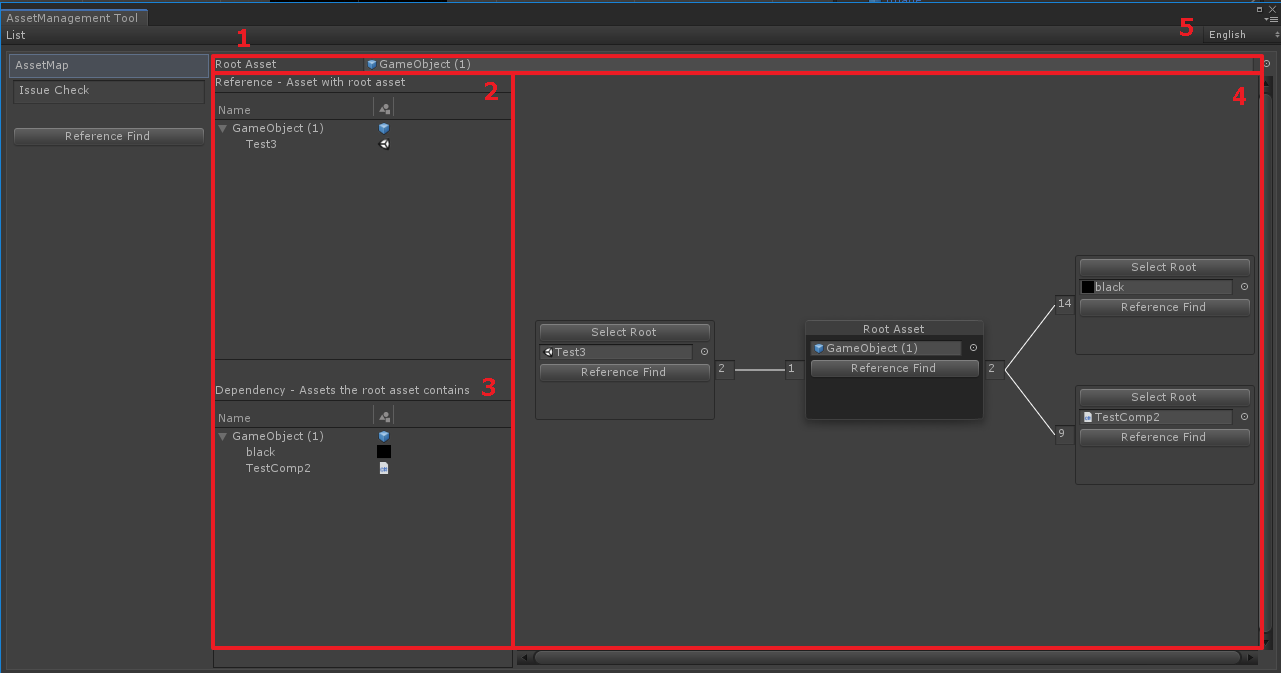 AssetManagement Tool
List
5
English
1
AssetMap
Issue Check
Reference Find
Root Asset
GameObject (1)
Reference - Asset with root asset
2
Name
GameObject (1)
Test3
Dependency - Assets the root asset contains
3
Name
GameObject (1)
black
TestComp2
4
Select Root
Test3
Reference Find
2
1
Root Asset
GameObject (1)
Reference Find
2
14
Select Root
black
Reference Find
9
Select Root
TestComp2
Reference Find